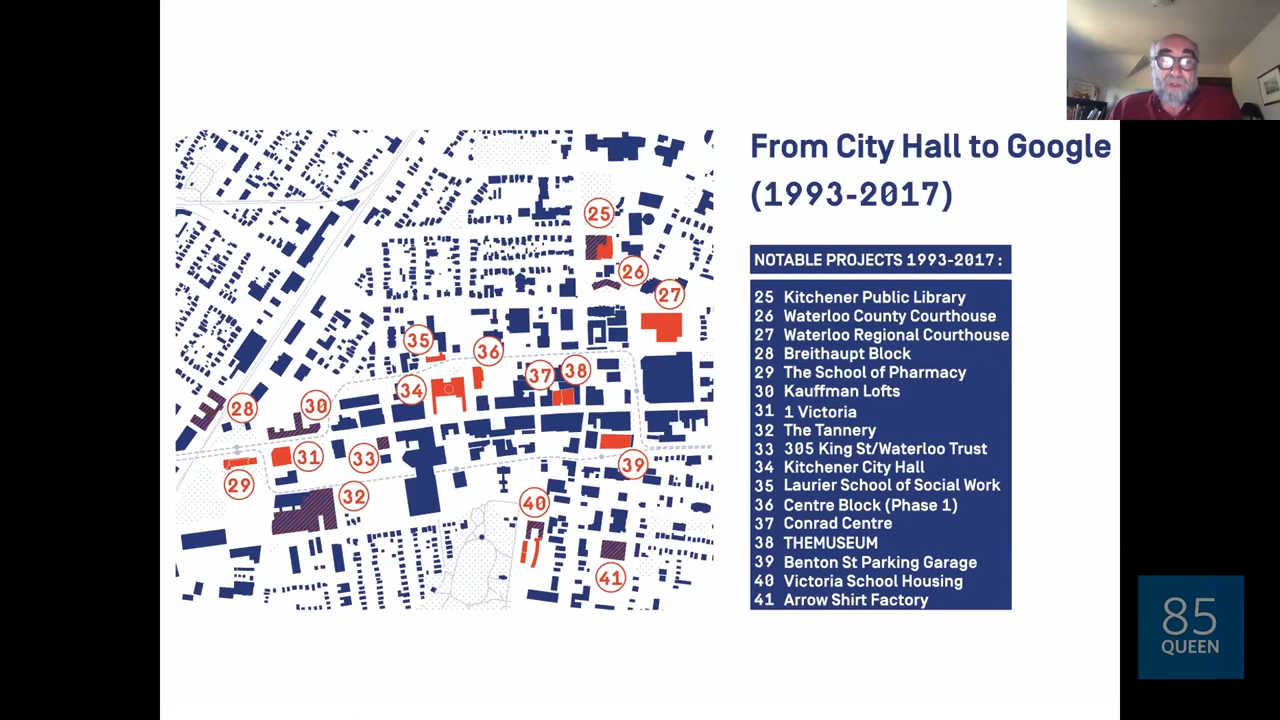 From City Hall to Google
(1993-2017)
NOTABLE PROJECTS 1993-2017:
25 Kitchener Public Library
26 Waterloo County Courthouse
27 Waterloo Regional Courthouse
28 Breithaupt Block
29 The School of Pharmacy
30 Kauffman Lofts
31 1 Victoria
32 The Tannery
33 305 King St/Waterloo Trust
34 Kitchener City Hall
35 Laurier School of Social Work
36 Centre Block (Phase 1)
37 Conrad Centre
38 THEMUSEUM
39 Benton St Parking Garage
40 Victoria School Housing
41 Arrow Shirt Factory
25
26
27
35
36
34
37
38
28
30
31
33
39
29
32
40
41
85
QUEEN